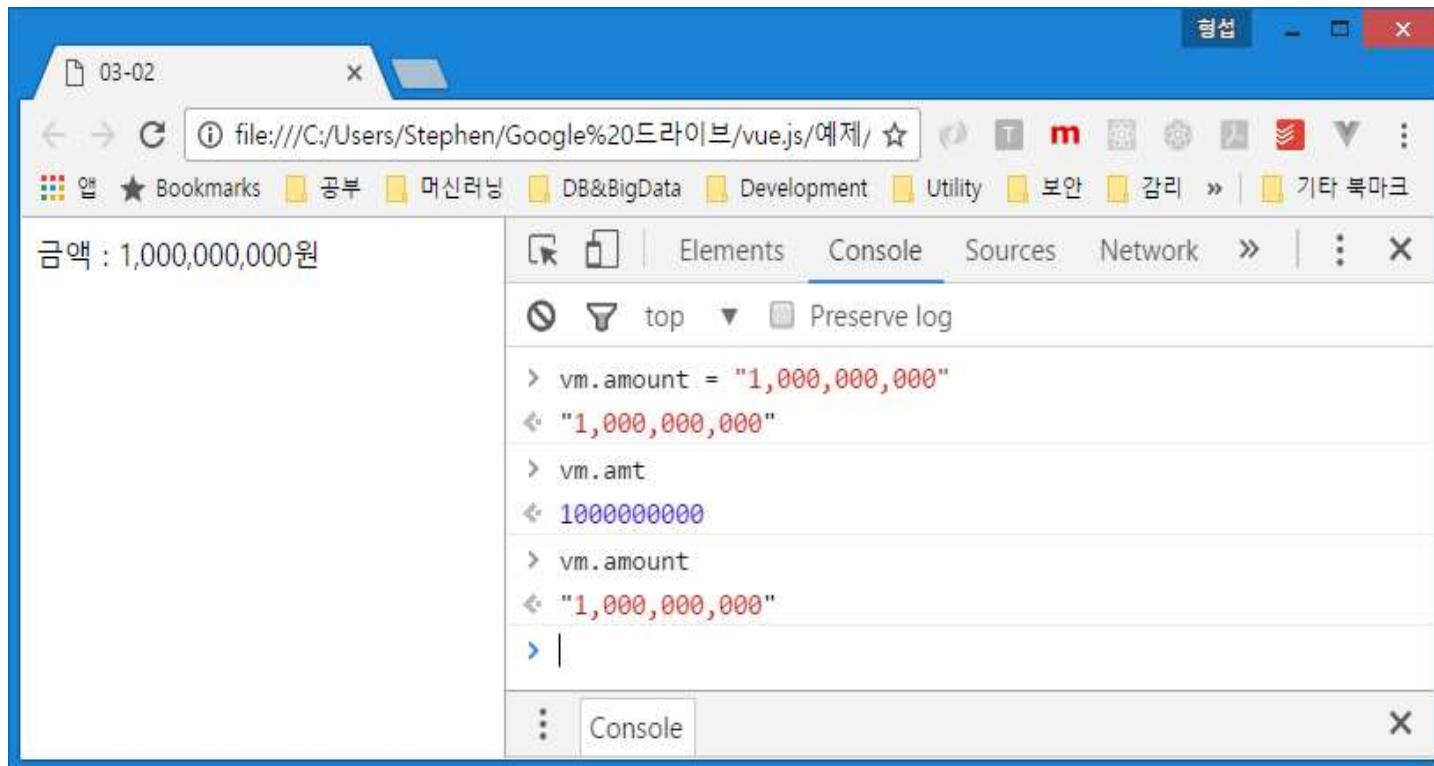 형섭
03-02
file:///C:/Users/Stephen/Google%20드라이브/vue.js/예제/
T m
앱 Bookmarks 공부 머신러닝 DB&BigData Development Utility 보안 감리 » 기타 북마크
금액 : 1,000,000,000원
Elements Console Sources Network »
top ▼ Preserve log
> vm.amount = "1,000,000,000"
"1,000,000,000"
> vm.amt
1000000000
> vm.amount
"1,000,000,000"
>
Console